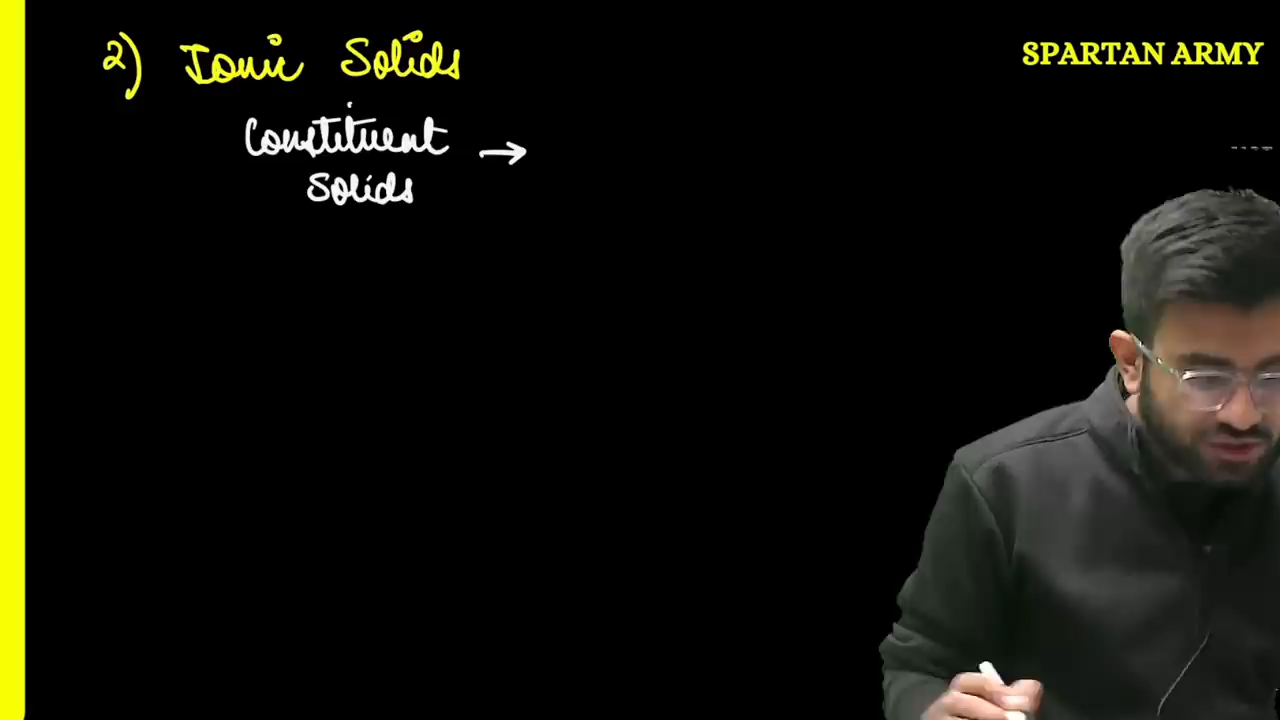 2) Ionic Solids
SPARTAN ARMY
Constituent →
Solids